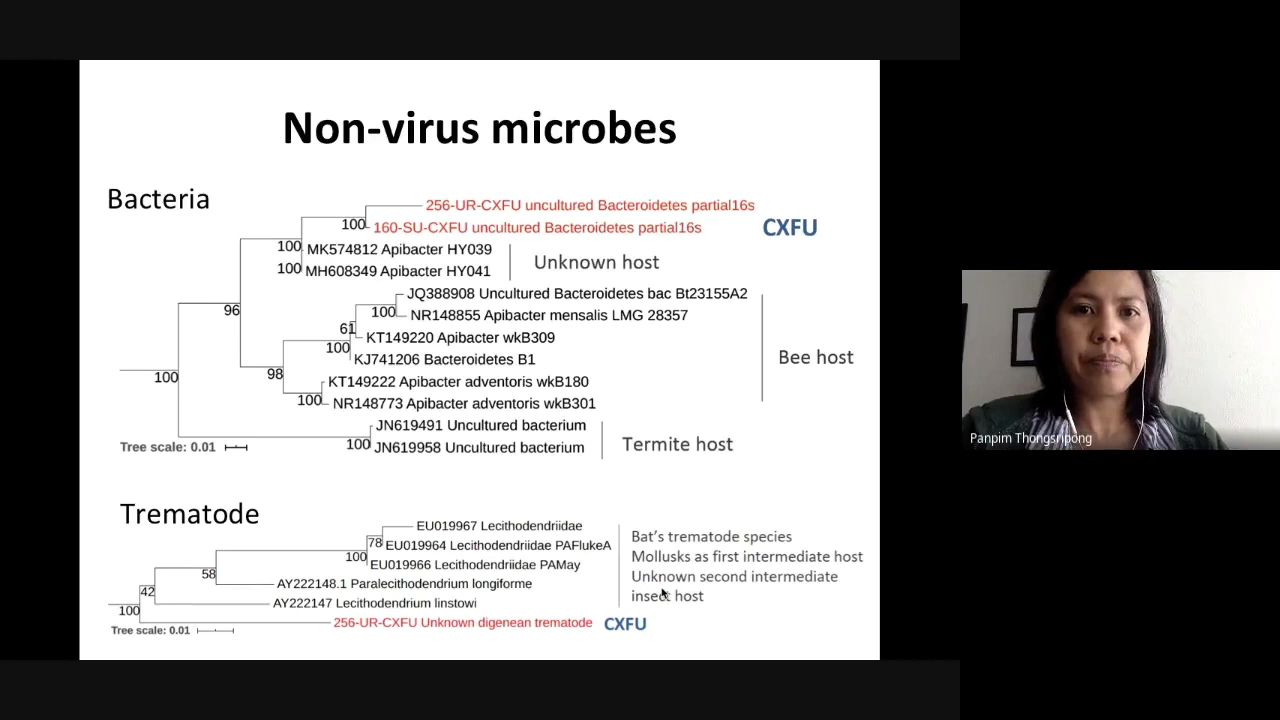 Non-virus microbes
Bacteria
256-UR-CXFU uncultured Bacteroidetes partial16s
100
160-SU-CXFU uncultured Bacteroidetes partial16s
CXFU
100
MK574812 Apibacter HY039
Unknown host
100
MH608349 Apibacter HY041
JQ388908 Uncultured Bacteroidetes bac Bt23155A2
96
100
NR148855 Apibacter mensalis LMG 28357
61
KT149220 Apibacter wkB309
100
KJ741206 Bacteroidetes B1
Bee host
100
98
KT149222 Apibacter adventoris wkB180
100
NR148773 Apibacter adventoris wkB301
JN619491 Uncultured bacterium
100
JN619958 Uncultured bacterium
Termite host
Tree scale: 0.01
Panpim Thongsripong
Trematode
EU019967 Lecithodendriidae
78
EU019964 Lecithodendriidae PAFlukeA
100
EU019966 Lecithodendriidae PAMay
58
AY222148.1 Paralecithodendrium longiforme
42
AY222147 Lecithodendrium linstowi
100
256-UR-CXFU Unknown digenean trematode
CXFU
Tree scale: 0.01
Bat's trematode species
Mollusks as first intermediate host
Unknown second intermediate
insect host